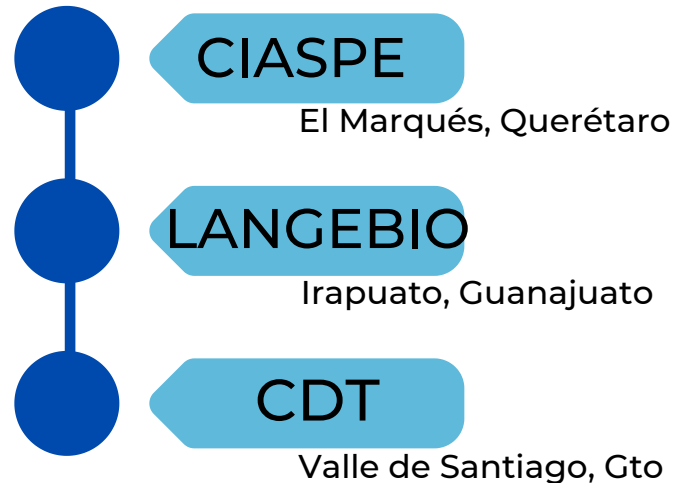 CIASPE
El Marqués, Querétaro
LANGEBIO
Irapuato, Guanajuato
CDT
Valle de Santiago, Gto